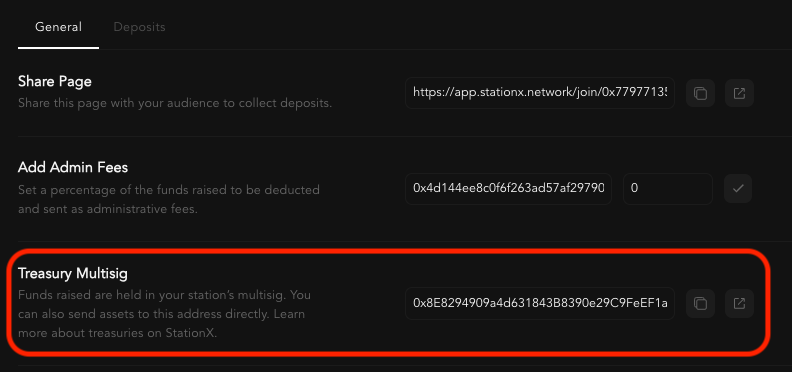 General
Deposits
Share Page
Share this page with your audience to collect deposits.
https://app.stationx.network/join/0x7797713
Add Admin Fees
Set a percentage of the funds raised to be deducted
and sent as administrative fees.
0x4d144ee8c0f6f263ad57af29790
0
Treasury Multisig
Funds raised are held in your station's multisig. You
can also send assets to this address directly. Learn
more about treasuries on StationX.
0x8E8294909a4d631843B8390e29C9FeEF1a